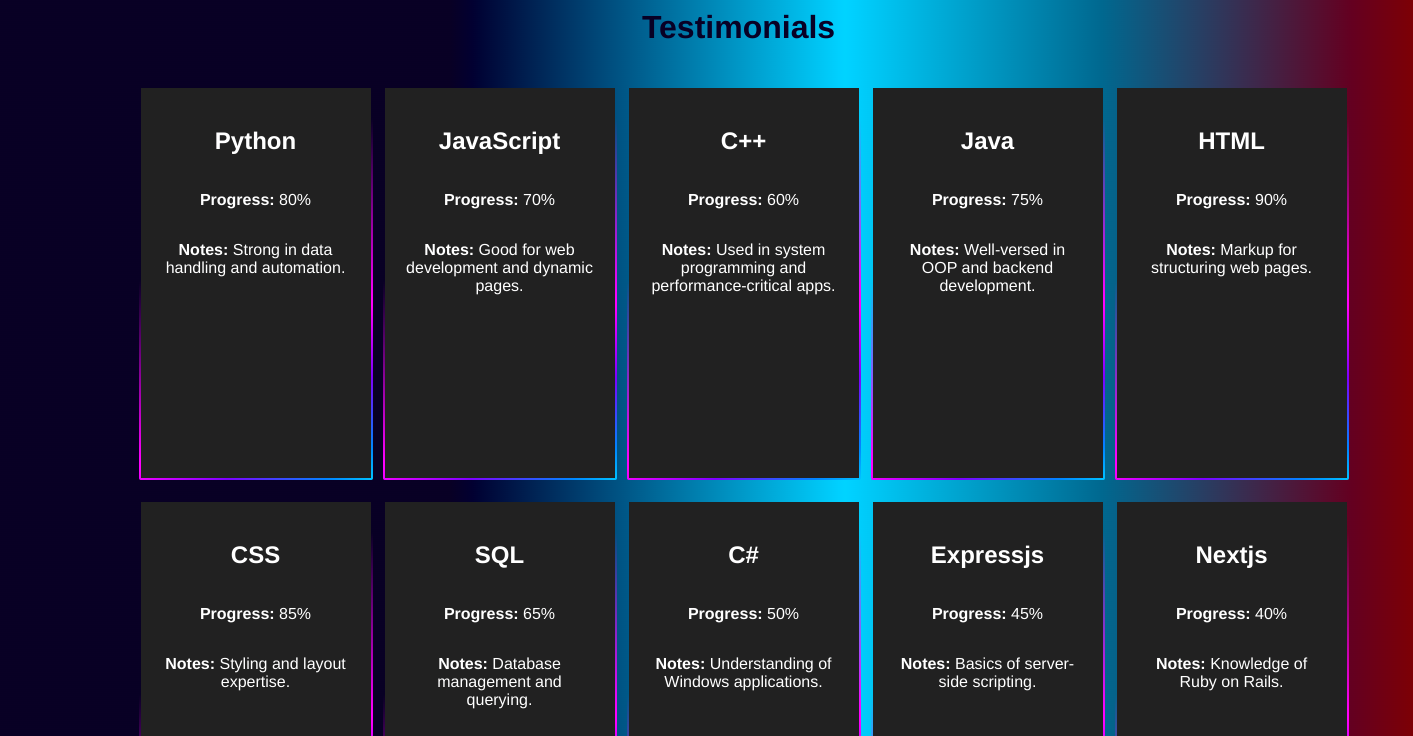 Testimonials
Python
Progress: 80%
Notes: Strong in data
handling and automation.
JavaScript
Progress: 70%
Notes: Good for web
development and dynamic
pages.
C++
Progress: 60%
Notes: Used in system
programming and
performance-critical apps.
Java
Progress: 75%
Notes: Well-versed in
OOP and backend
development.
HTML
Progress: 90%
Notes: Markup for
structuring web pages.
CSS
Progress: 85%
Notes: Styling and layout
expertise.
SQL
Progress: 65%
Notes: Database
management and
querying.
C#
Progress: 50%
Notes: Understanding of
Windows applications.
Expressjs
Progress: 45%
Notes: Basics of server-
side scripting.
Nextjs
Progress: 40%
Notes: Knowledge of
Ruby on Rails.